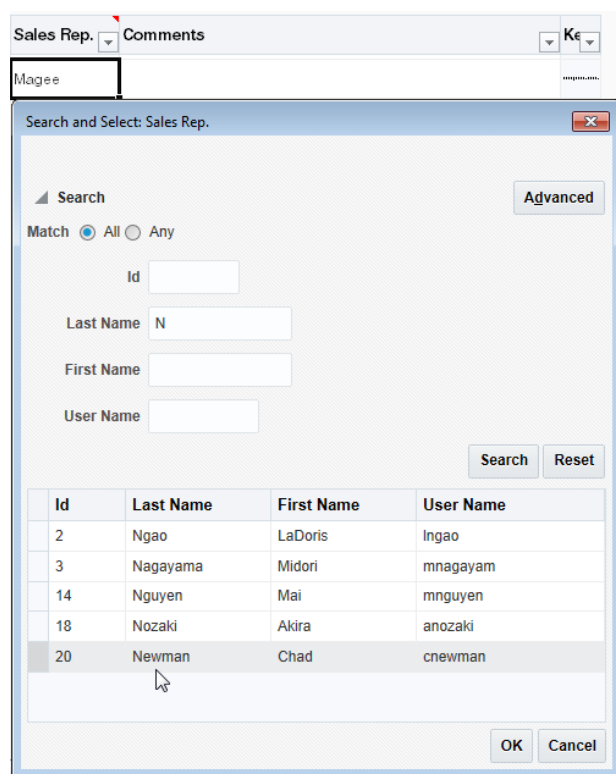 Sales Rep. Comments Ke
Magee
Search and Select: Sales Rep.
Search Advanced
Match All Any
Id
Last Name N
First Name
User Name
Search Reset
Id Last Name First Name User Name
2 Ngao LaDoris lngao
3 Nagayama Midori mnagayam
14 Nguyen Mai mnguyen
18 Nozaki Akira anozaki
20 Newman Chad cnewman
OK Cancel